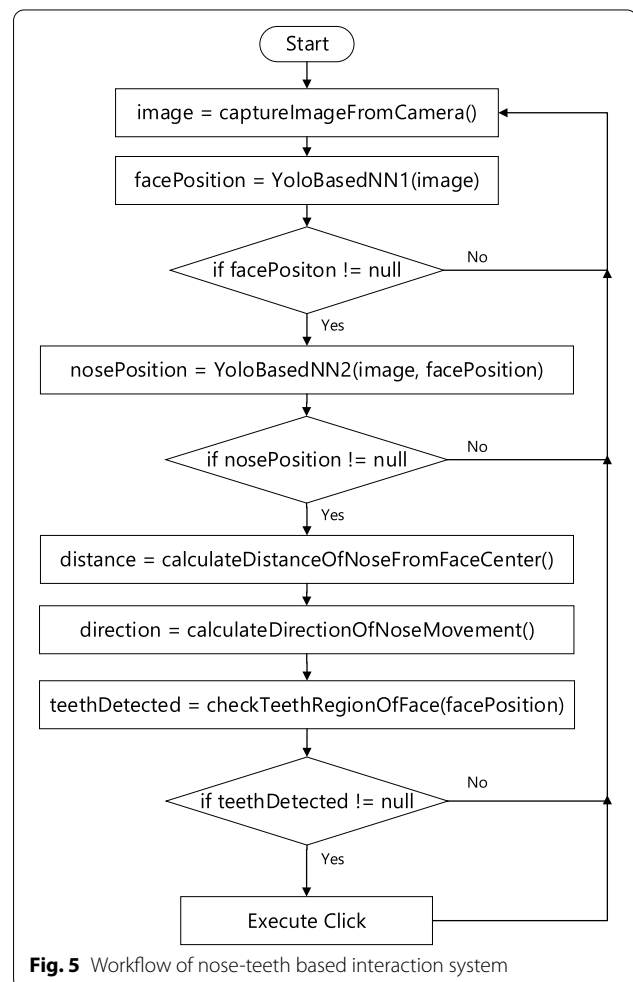 Start
image = captureImageFromCamera()
facePosition = YoloBasedNN1(image)
if facePositon != null
No
Yes
nosePosition = YoloBasedNN2(image, facePosition)
if nosePosition != null
No
Yes
distance = calculateDistanceOfNoseFromFaceCenter()
direction = calculateDirectionOfNoseMovement()
teethDetected = checkTeethRegionOfFace(facePosition)
if teethDetected != null
No
Yes
Execute Click
Fig. 5 Workflow of nose-teeth based interaction system